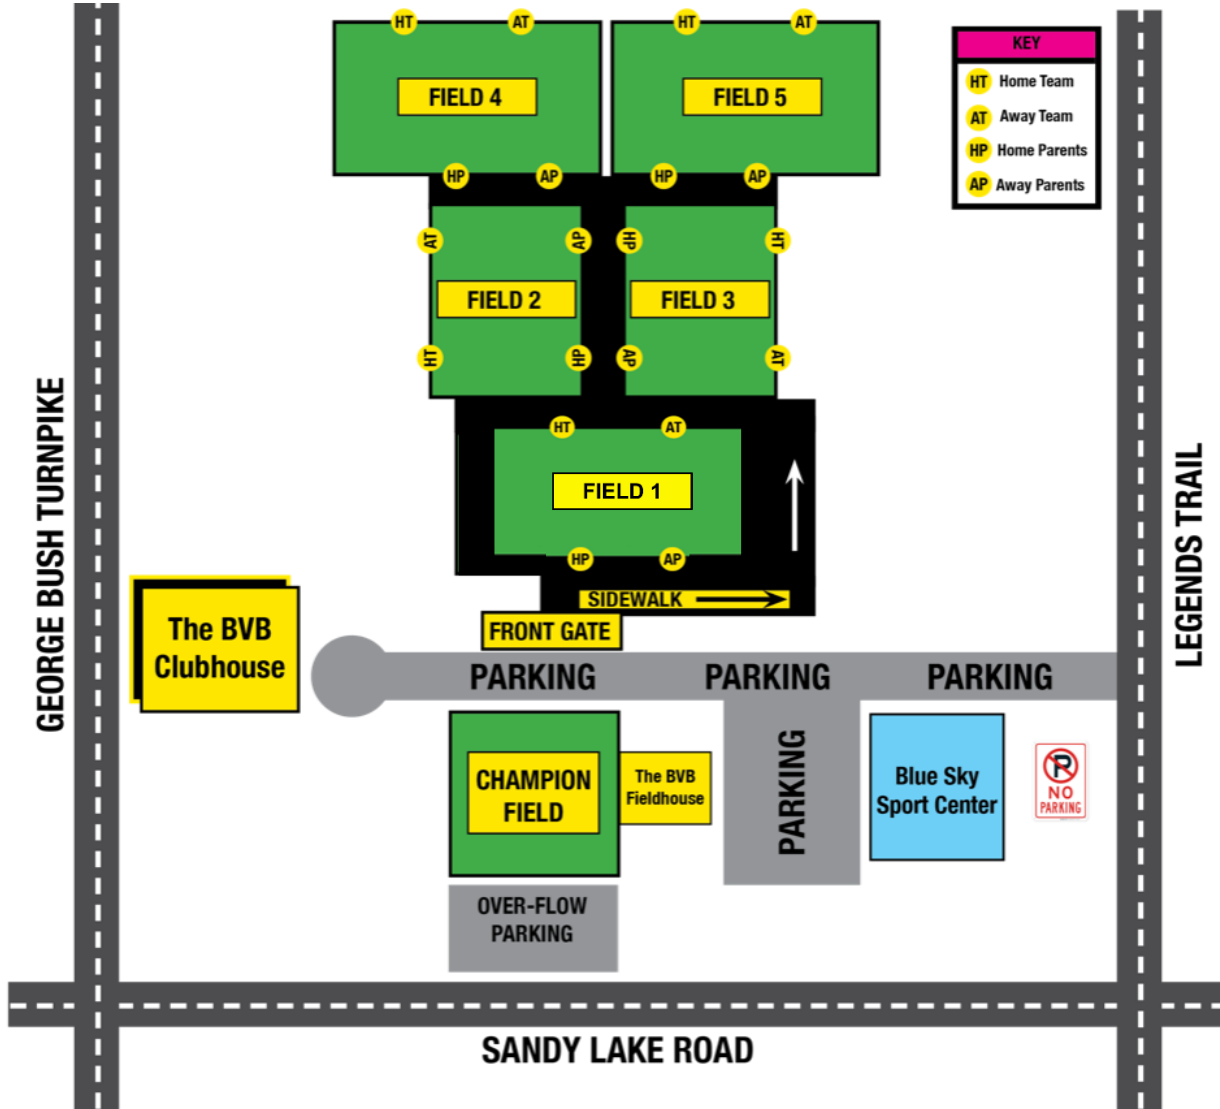 HT
AT
HT
AT
KEY
HT Home Team
AT Away Team
HP Home Parents
AP Away Parents
FIELD 4
FIELD 5
HP
AP
HP
AP
AT
AP
HP
HT
FIELD 2
FIELD 3
HT
HP
AP
AT
HT
AT
FIELD 1
HP
AP
SIDEWALK
FRONT GATE
GEORGE BUSH TURNPIKE
LEGENDS TRAIL
The BVB
Clubhouse
PARKING
PARKING
PARKING
CHAMPION
FIELD
The BVB
Fieldhouse
PARKING
Blue Sky
Sport Center
P
NO
PARKING
OVER-FLOW
PARKING
SANDY LAKE ROAD